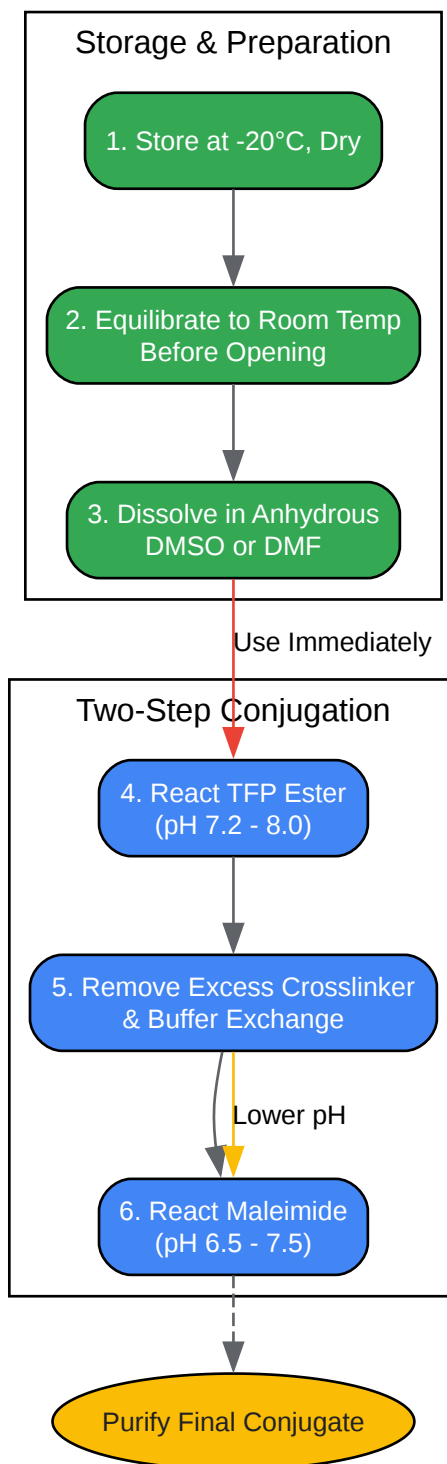 Storage & Preparation
1. Store at -20°C, Dry
2. Equilibrate to Room Temp
Before Opening
3. Dissolve in Anhydrous
DMSO or DMF
Use Immediately
Two-Step Conjugation
4. React TFP Ester
(pH 7.2 - 8.0)
5. Remove Excess Crosslinker
& Buffer Exchange
Lower pH
6. React Maleimide
(pH 6.5 - 7.5)
Purify Final Conjugate